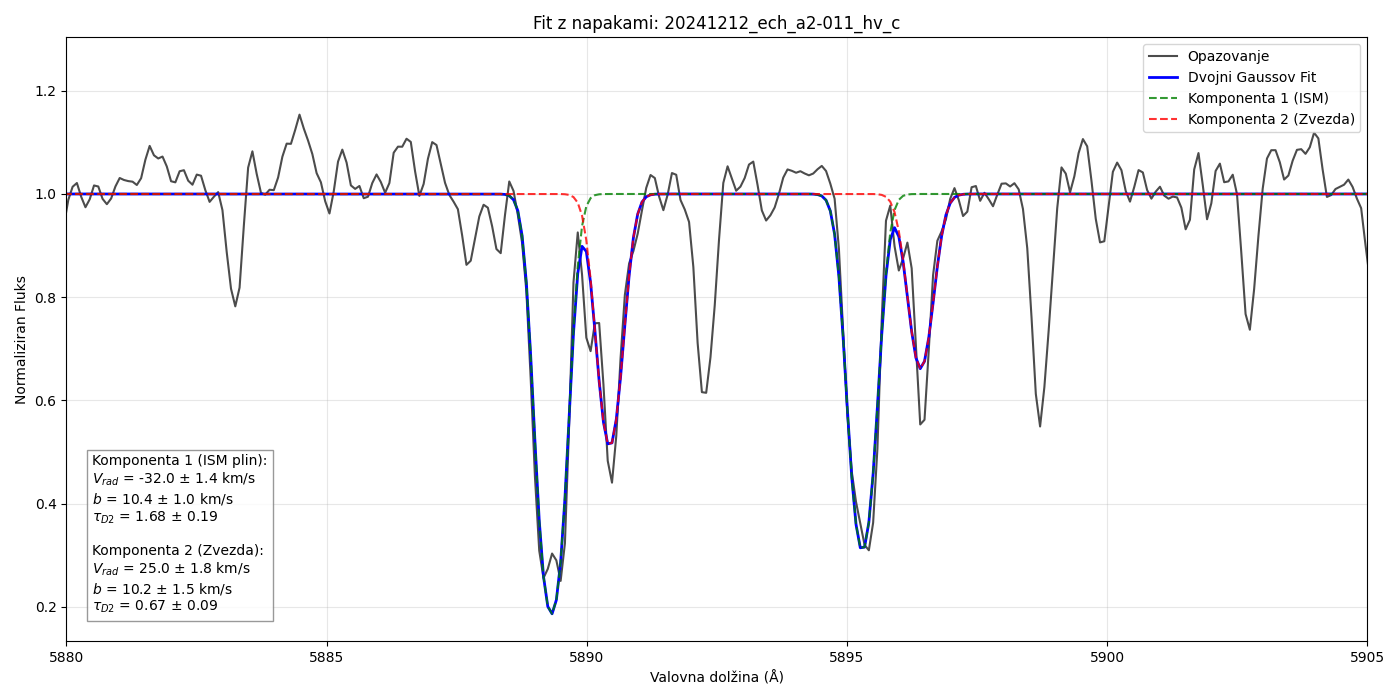 Fit z napakami: 20241212_ech_a2-011_hv_c
Opazovanje
Dvojni Gaussov Fit
Komponenta 1 (ISM)
Komponenta 2 (Zvezda)
Normaliziran Fluks
1.2
1.0
0.8
0.6
0.4
0.2
Komponenta 1 (ISM plin):
V_rad = -32.0 ± 1.4 km/s
b = 10.4 ± 1.0 km/s
τ_D2 = 1.68 ± 0.19
Komponenta 2 (Zvezda):
V_rad = 25.0 ± 1.8 km/s
b = 10.2 ± 1.5 km/s
τ_D2 = 0.67 ± 0.09
5880 5885 5890 5895 5900 5905
Valovna dolžina (Å)